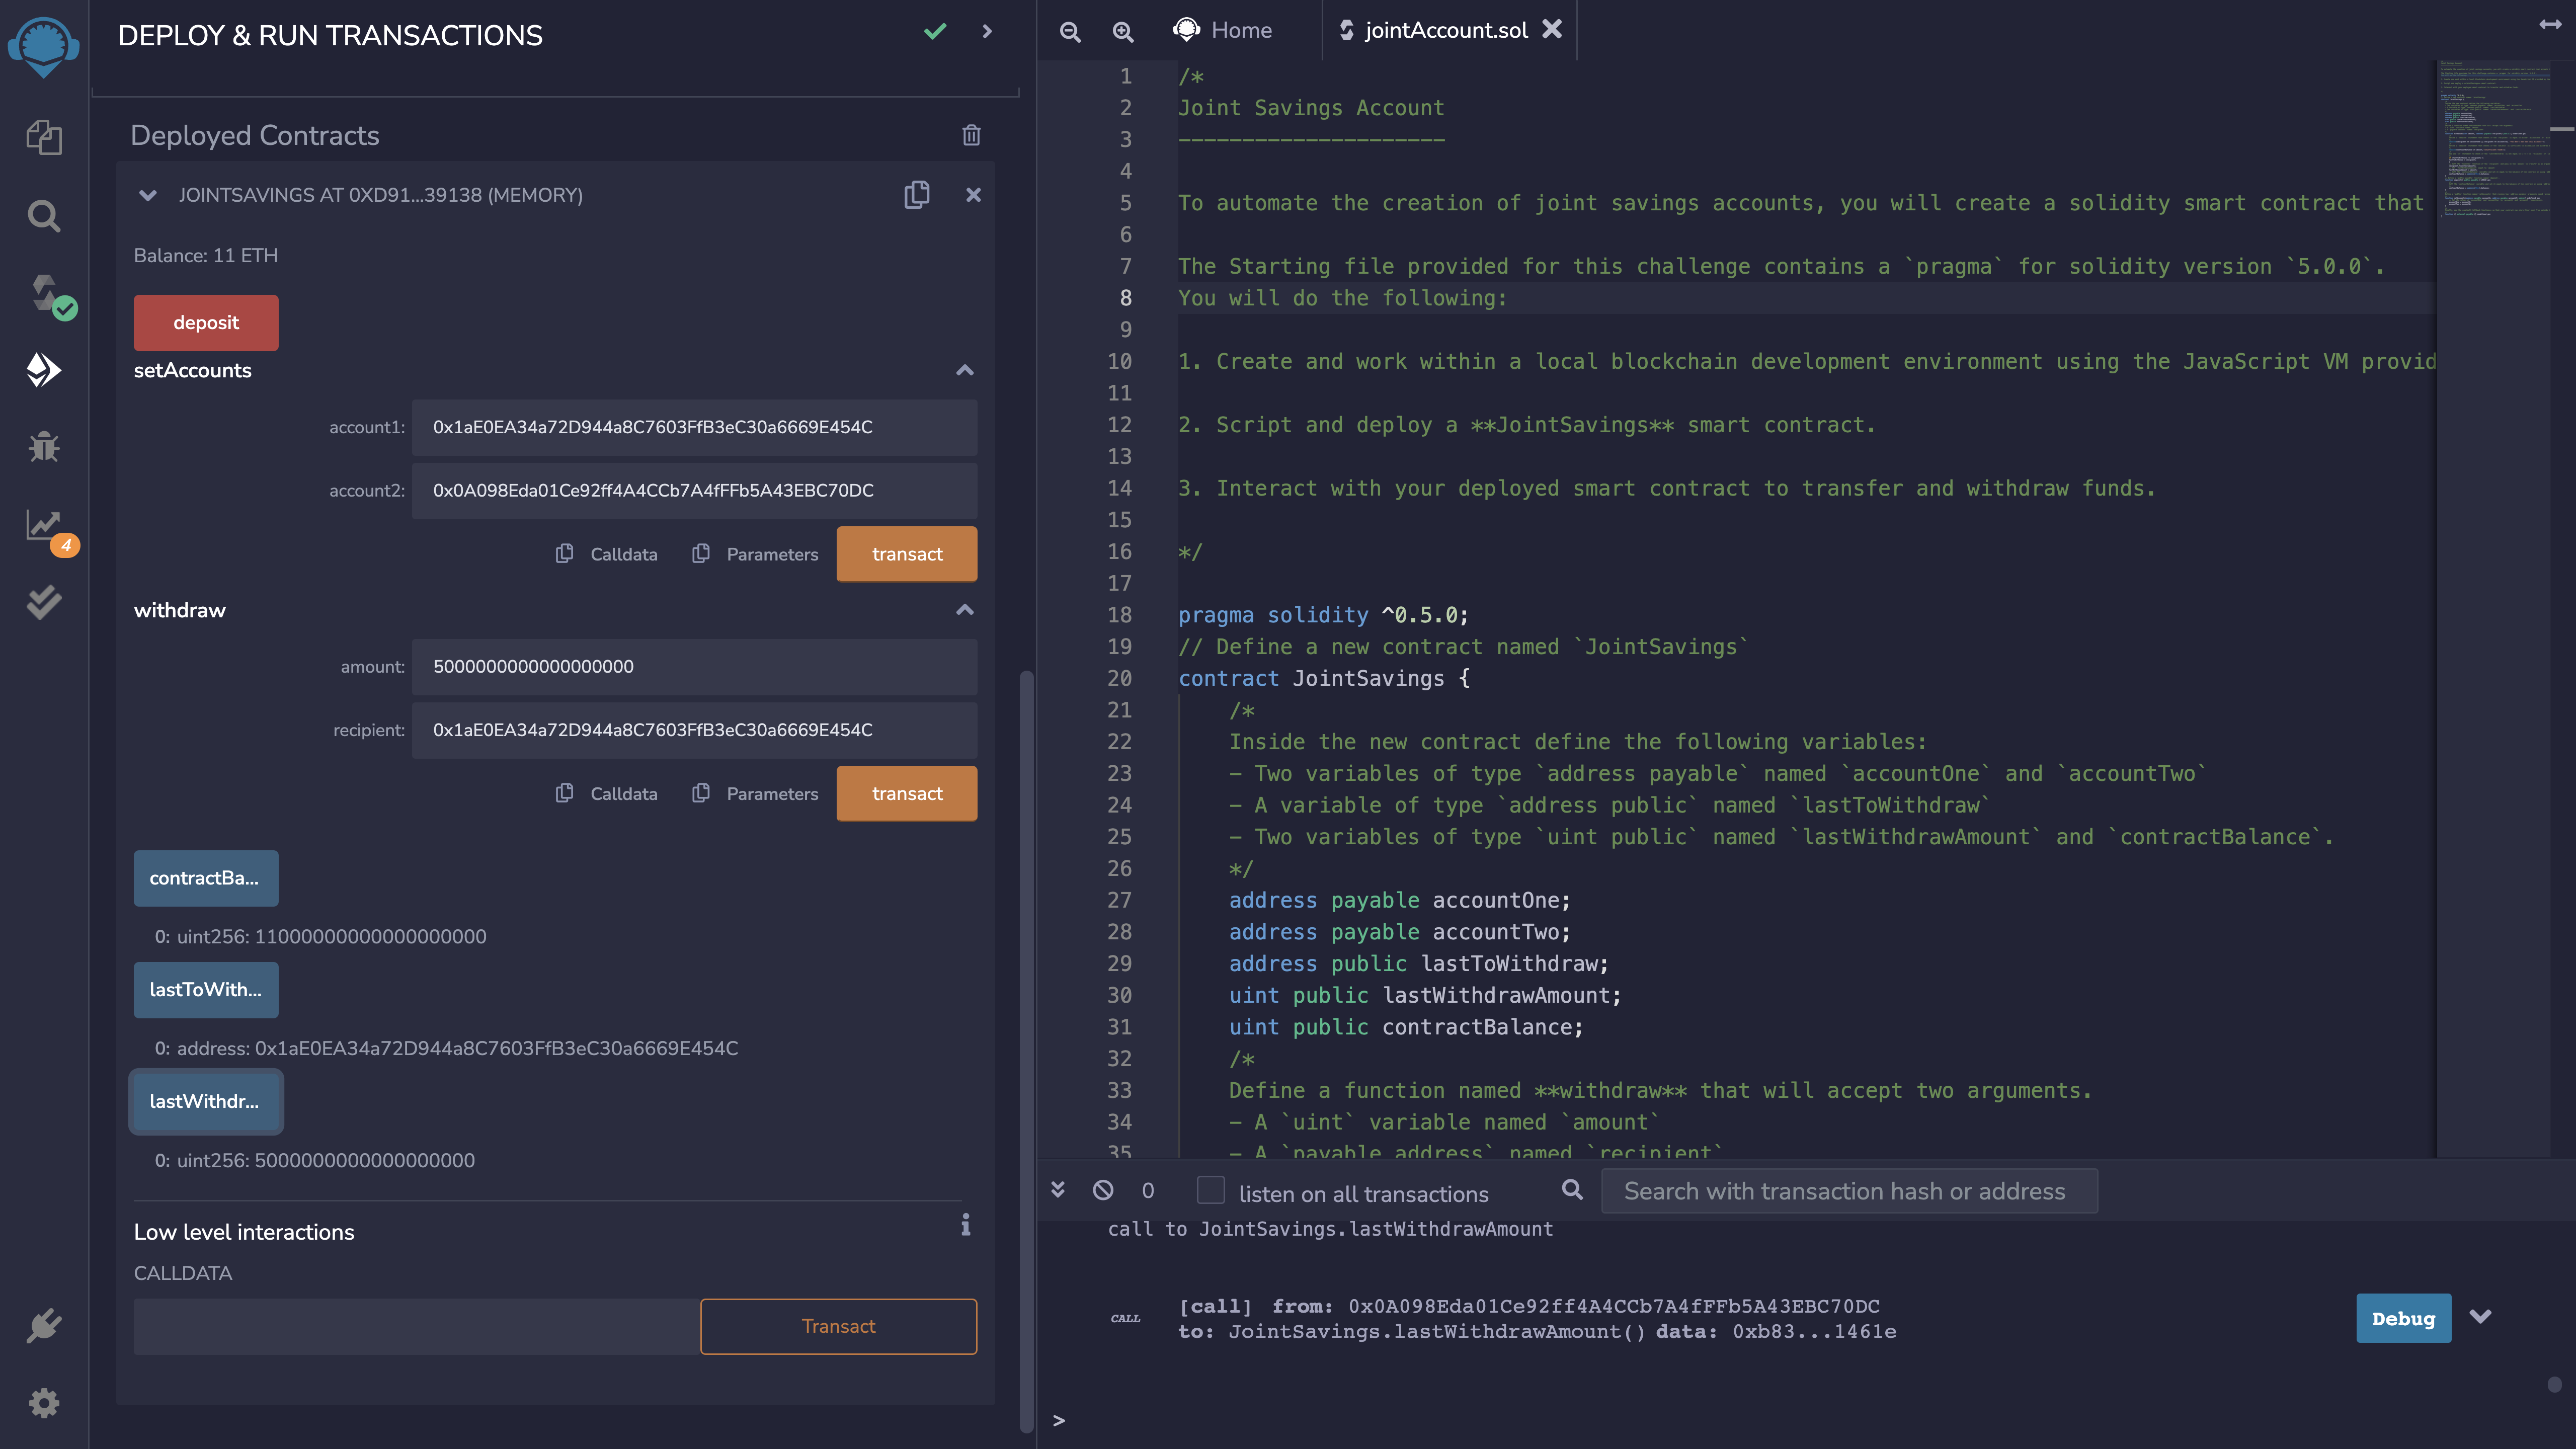 DEPLOY & RUN TRANSACTIONS
Deployed Contracts
JOINTSAVINGS AT 0XD91...39138 (MEMORY)
Balance: 11 ETH
deposit
setAccounts
account1: 0x1aE0EA34a72D944a8C7603FfB3eC30a6669E454C
account2: 0x0A098Eda01Ce92ff4A4CCb7A4fFFb5A43EBC70DC
Calldata Parameters transact
withdraw
amount: 5000000000000000000
recipient: 0x1aE0EA34a72D944a8C7603FfB3eC30a6669E454C
Calldata Parameters transact
contractBa...
0: uint256: 11000000000000000000
lastToWith...
0: address: 0x1aE0EA34a72D944a8C7603FfB3eC30a6669E454C
lastWithdr...
0: uint256: 5000000000000000000
Low level interactions
CALLDATA
Transact
4
Home jointAccount.sol
1 /*
2 Joint Savings Account
3 ---------------------
4
5 To automate the creation of joint savings accounts, you will create a solidity smart contract that
6
7 The Starting file provided for this challenge contains a `pragma` for solidity version `5.0.0`.
8 You will do the following:
9
10 1. Create and work within a local blockchain development environment using the JavaScript VM provid
11
12 2. Script and deploy a **JointSavings** smart contract.
13
14 3. Interact with your deployed smart contract to transfer and withdraw funds.
15
16 */
17
18 pragma solidity ^0.5.0;
19 // Define a new contract named `JointSavings`
20 contract JointSavings {
21 /*
22 Inside the new contract define the following variables:
23 - Two variables of type `address payable` named `accountOne` and `accountTwo`
24 - A variable of type `address public` named `lastToWithdraw`
25 - Two variables of type `uint public` named `lastWithdrawAmount` and `contractBalance`.
26 */
27 address payable accountOne;
28 address payable accountTwo;
29 address public lastToWithdraw;
30 uint public lastWithdrawAmount;
31 uint public contractBalance;
32 /*
33 Define a function named **withdraw** that will accept two arguments.
34 - A `uint` variable named `amount`
35 - A `payable address` named `recipient`
0 listen on all transactions Search with transaction hash or address
call to JointSavings.lastWithdrawAmount
CALL [call] from: 0x0A098Eda01Ce92ff4A4CCb7A4fFFb5A43EBC70DC
to: JointSavings.lastWithdrawAmount() data: 0xb83...1461e
Debug
>